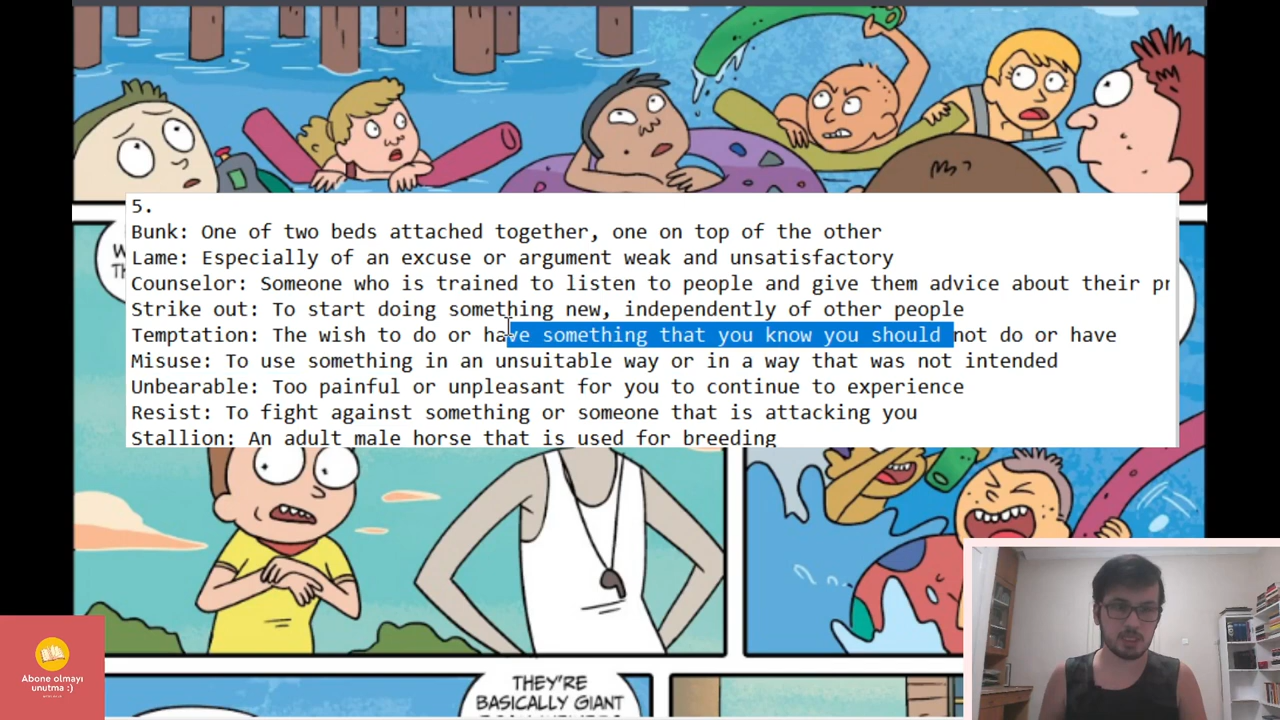 W
TH
5.
Bunk: One of two beds attached together, one on top of the other
Lame: Especially of an excuse or argument weak and unsatisfactory
Counselor: Someone who is trained to listen to people and give them advice about their pr
Strike out: To start doing something new, independently of other people
Temptation: The wish to do or have something that you know you should not do or have
Misuse: To use something in an unsuitable way or in a way that was not intended
Unbearable: Too painful or unpleasant for you to continue to experience
Resist: To fight against something or someone that is attacking you
Stallion: An adult male horse that is used for breeding
Abone olmayı
unutma :)
THEY'RE
BASICALLY GIANT